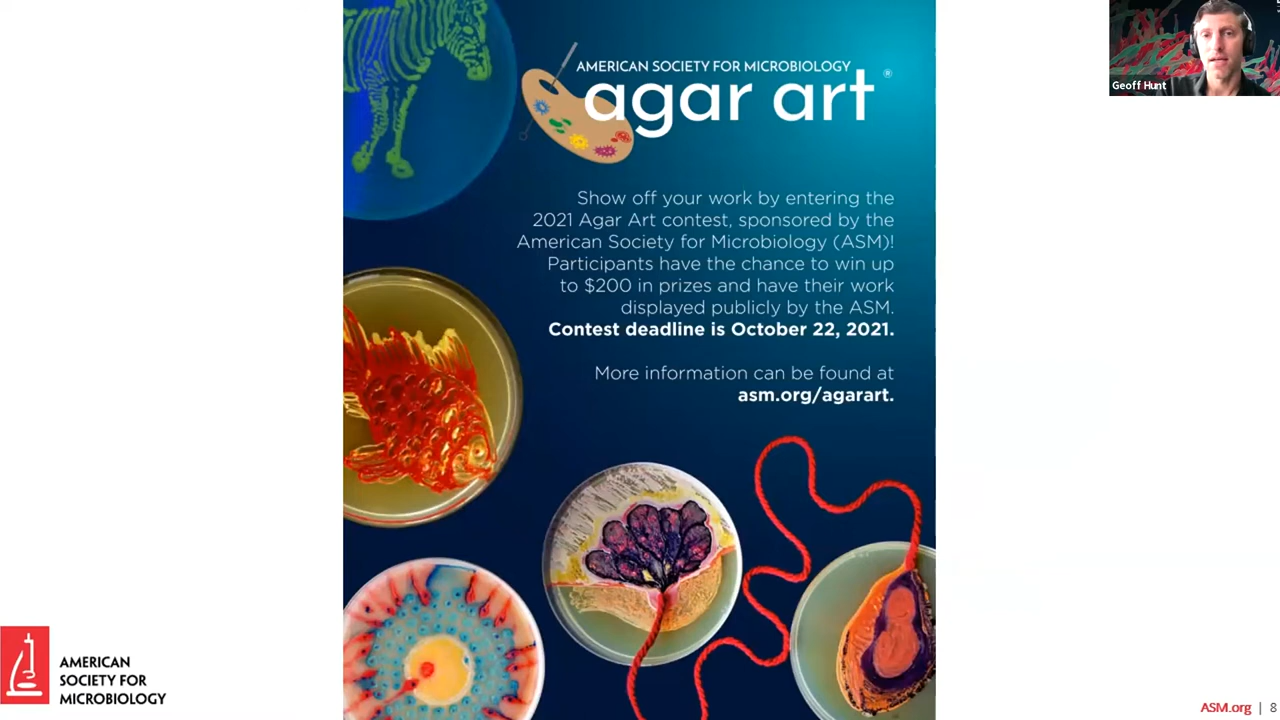 AMERICAN SOCIETY FOR MICROBIOLOGY
agar art ®
Show off your work by entering the
2021 Agar Art contest, sponsored by the
American Society for Microbiology (ASM)!
Participants have the chance to win up
to $200 in prizes and have their work
displayed publicly by the ASM.
Contest deadline is October 22, 2021.
More information can be found at
asm.org/agarart.
Geoff Hunt
AMERICAN
SOCIETY FOR
MICROBIOLOGY
ASM.org | 8